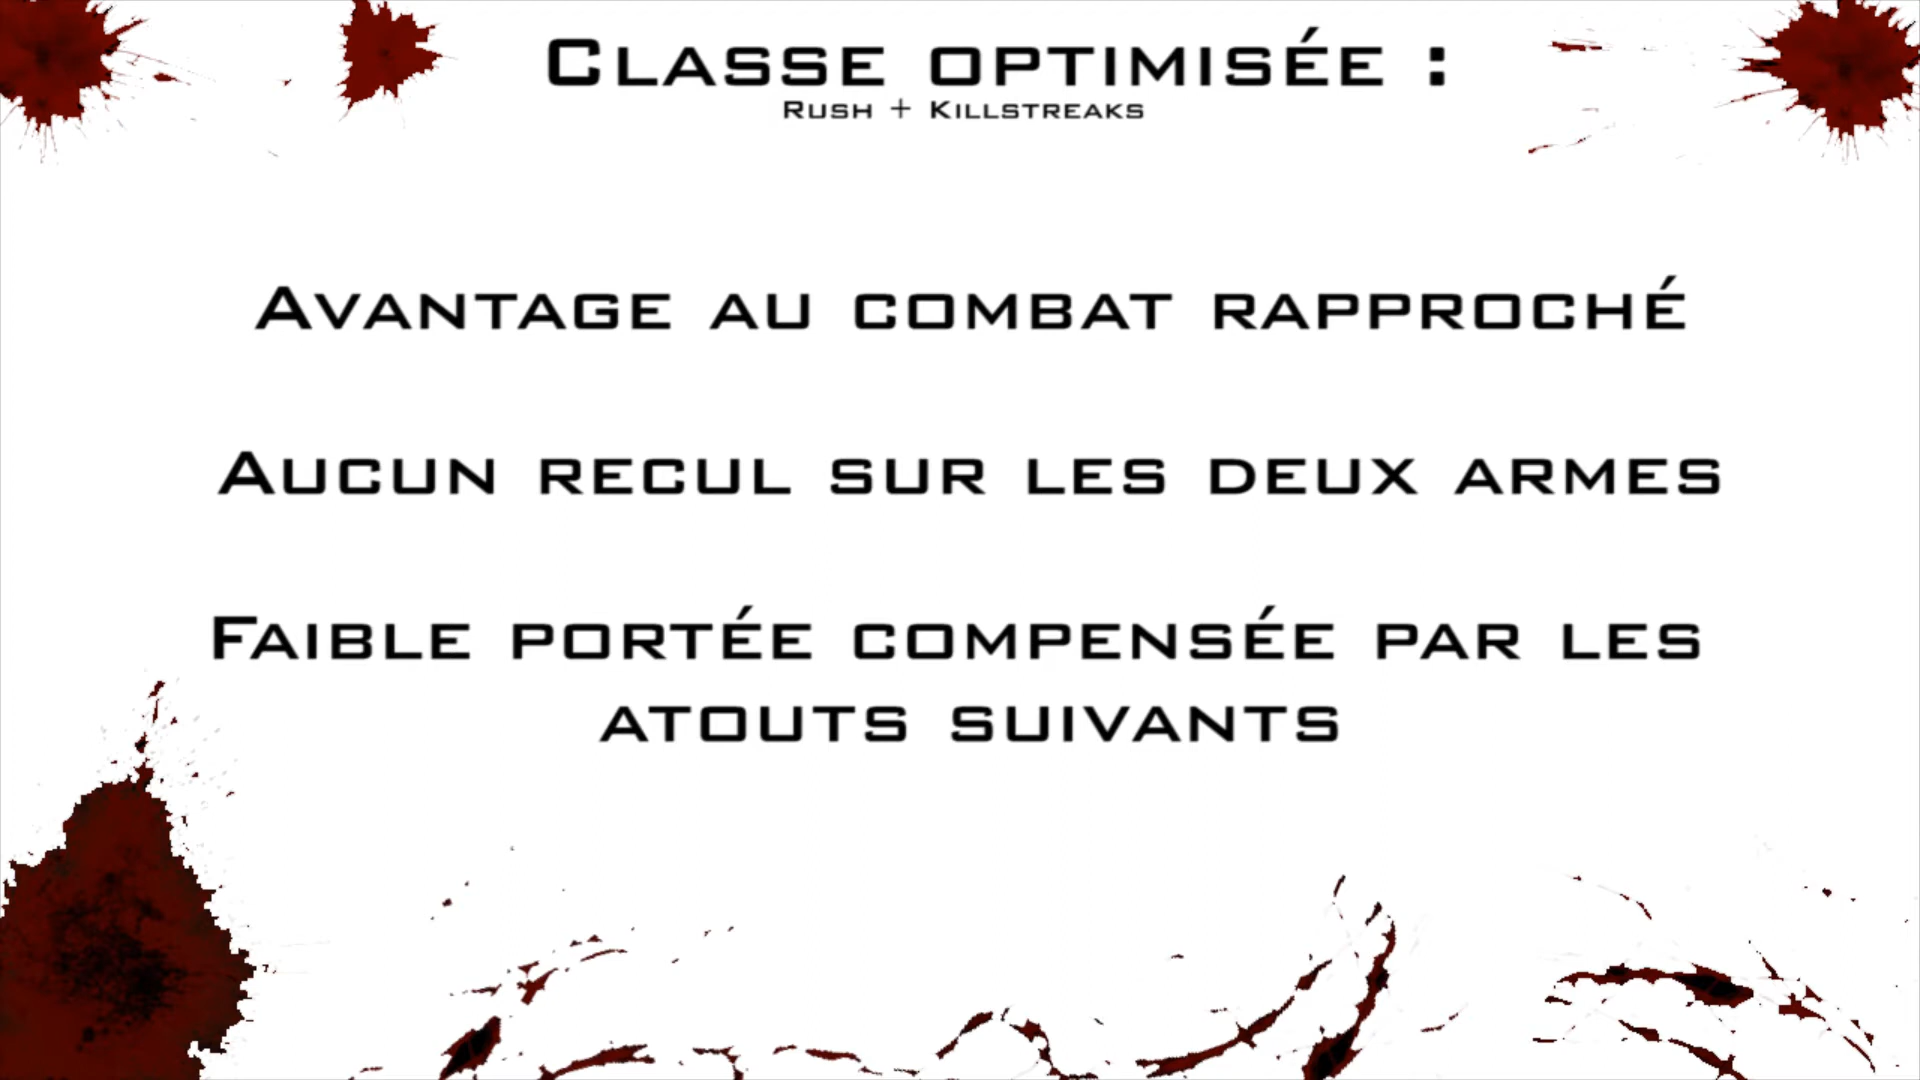 Classe optimisée :
Rush + Killstreaks
Avantage au combat rapproché
Aucun recul sur les deux armes
Faible portée compensée par les
atouts suivants